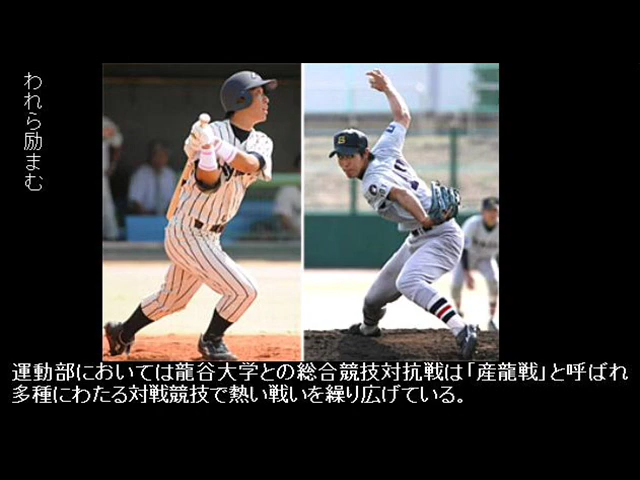 われら励まむ
運動部においては龍谷大学との総合競技対抗戦は「産龍戦」と呼ばれ
多種にわたる対戦競技で熱い戦いを繰り広げている。